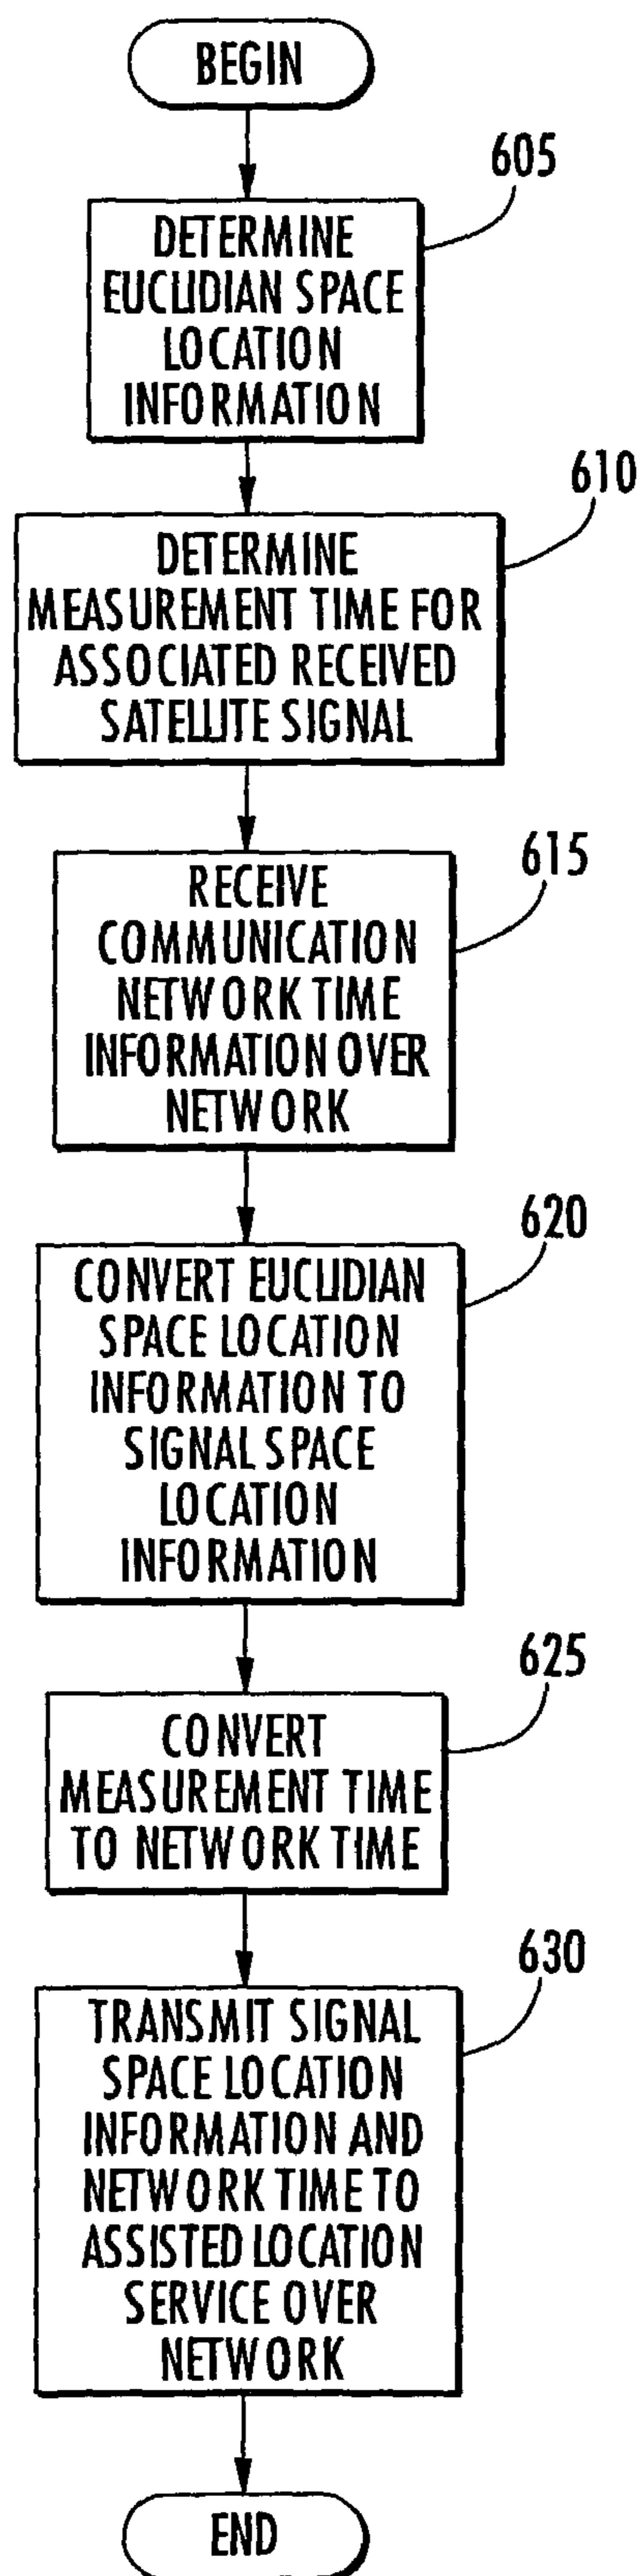 BEGIN
605
DETERMINE
EUCLIDIAN SPACE
LOCATION
INFORMATION
610
DETERMINE
MEASUREMENT TIME FOR
ASSOCIATED RECEIVED
SATELLITE SIGNAL
615
RECEIVE
COMMUNICATION
NETWORK TIME
INFORMATION OVER
NETWORK
620
CONVERT EUCLIDIAN
SPACE LOCATION
INFORMATION TO
SIGNAL SPACE
LOCATION
INFORMATION
625
CONVERT
MEASUREMENT TIME
TO NETWORK TIME
630
TRANSMIT SIGNAL
SPACE LOCATION
INFORMATION AND
NETWORK TIME TO
ASSISTED LOCATION
SERVICE OVER
NETWORK
END